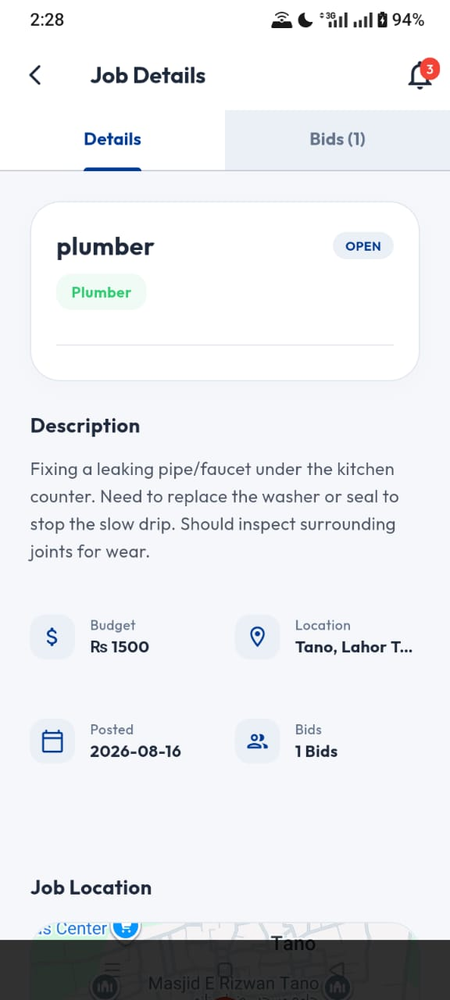 2:28
3G
94%
Job Details
3
Details
Bids (1)
plumber
OPEN
Plumber
Description
Fixing a leaking pipe/faucet under the kitchen
counter. Need to replace the washer or seal to
stop the slow drip. Should inspect surrounding
joints for wear.
Budget
Rs 1500
Location
Tano, Lahor T...
Posted
2026-08-16
Bids
1 Bids
Job Location
Center
Tano
Masjid E Rizwan Tano